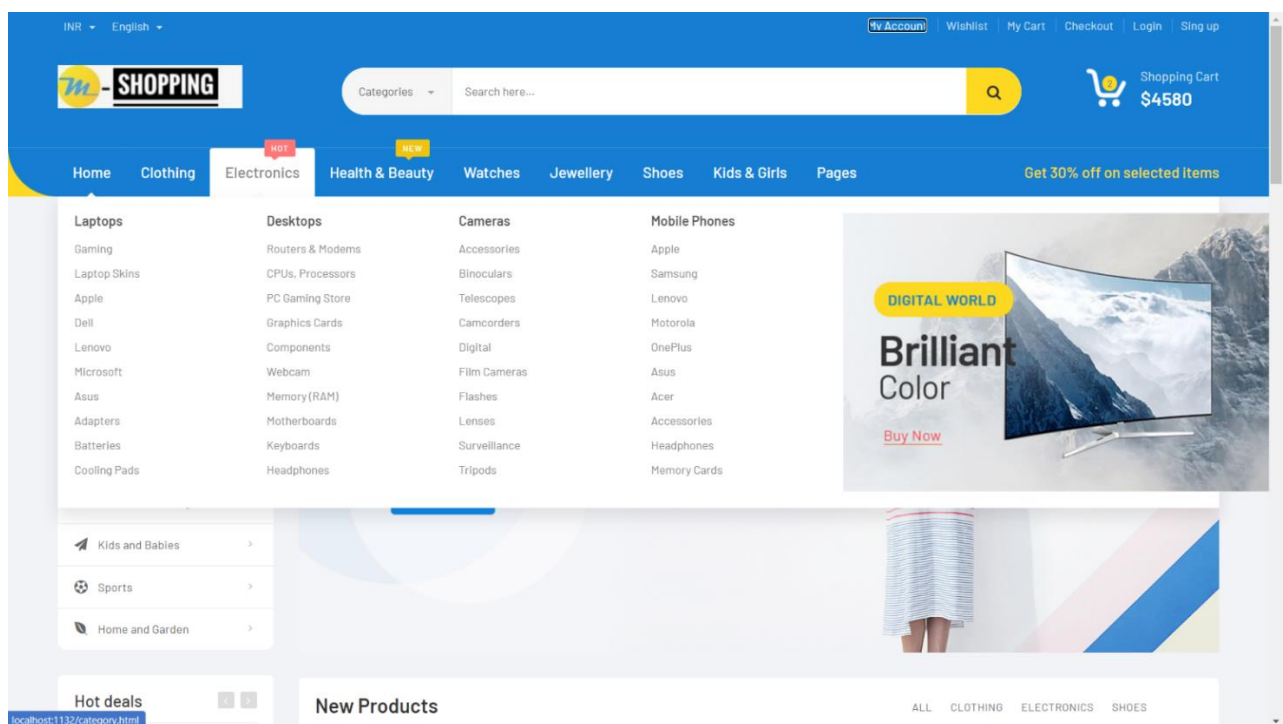 INR English My Account Wishlist My Cart Checkout Login Sing up
m - SHOPPING
Categories Search here... 2 Shopping Cart
$4580
HOT NEW
Home Clothing Electronics Health & Beauty Watches Jewellery Shoes Kids & Girls Pages Get 30% off on selected items
Laptops Desktops Cameras Mobile Phones
Gaming Routers & Modems Accessories Apple
Laptop Skins CPUs, Processors Binoculars Samsung
Apple PC Gaming Store Telescopes Lenovo DIGITAL WORLD
Dell Graphics Cards Camcorders Motorola
Lenovo Components Digital OnePlus Brilliant
Microsoft Webcam Film Cameras Asus Color
Asus Memory (RAM) Flashes Acer
Adapters Motherboards Lenses Accessories
Batteries Keyboards Surveillance Headphones Buy Now
Cooling Pads Headphones Tripods Memory Cards
Kids and Babies
Sports
Home and Garden
Hot deals New Products ALL CLOTHING ELECTRONICS SHOES
localhost:1132/category.html